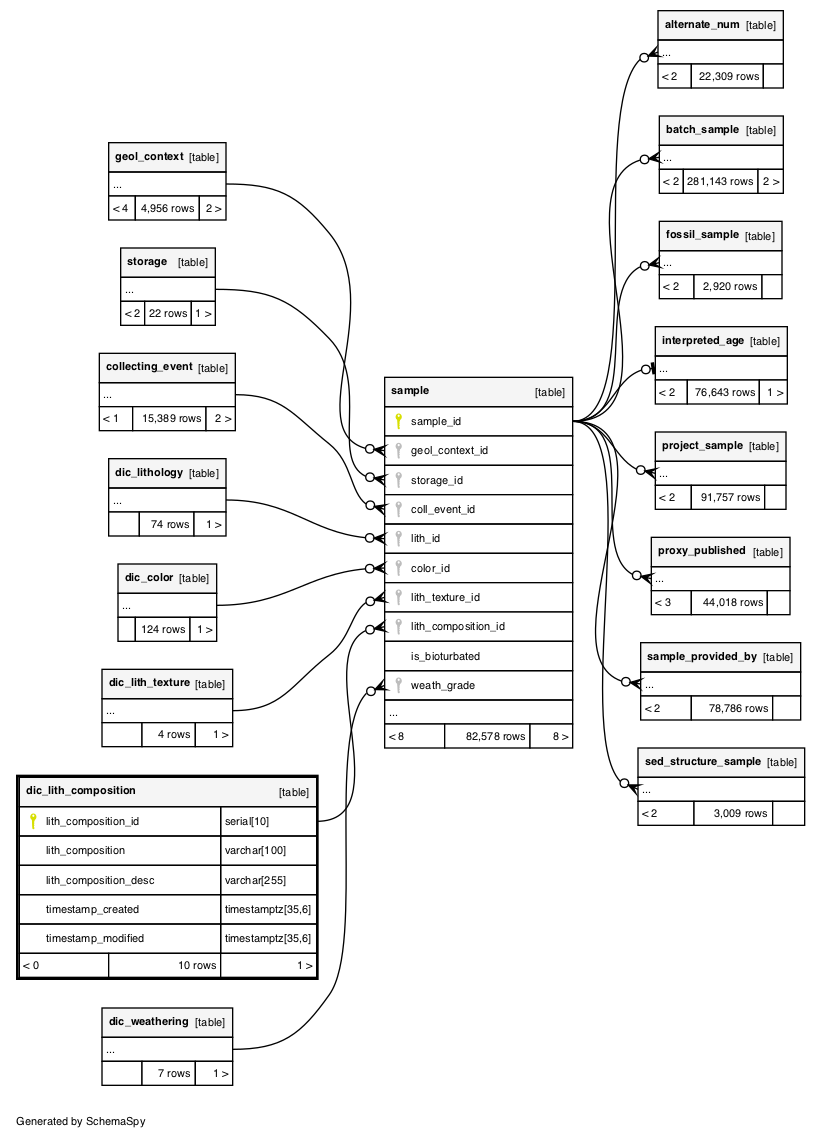 alternate_num [table]
...
< 2 22,309 rows
batch_sample [table]
...
< 2 281,143 rows 2 >
fossil_sample [table]
...
< 2 2,920 rows
interpreted_age [table]
...
< 2 76,643 rows 1 >
project_sample [table]
...
< 2 91,757 rows
proxy_published [table]
...
< 3 44,018 rows
sample_provided_by [table]
...
< 2 78,786 rows
sed_structure_sample [table]
...
< 2 3,009 rows
geol_context [table]
...
< 4 4,956 rows 2 >
storage [table]
...
< 2 22 rows 1 >
collecting_event [table]
...
< 1 15,389 rows 2 >
dic_lithology [table]
...
74 rows 1 >
dic_color [table]
...
124 rows 1 >
dic_lith_texture [table]
...
4 rows 1 >
dic_lith_composition [table]
lith_composition_id serial[10]
lith_composition varchar[100]
lith_composition_desc varchar[255]
timestamp_created timestamptz[35,6]
timestamp_modified timestamptz[35,6]
< 0 10 rows 1 >
dic_weathering [table]
...
7 rows 1 >
sample [table]
sample_id
geol_context_id
storage_id
coll_event_id
lith_id
color_id
lith_texture_id
lith_composition_id
is_bioturbated
weath_grade
...
< 8 82,578 rows 8 >
Generated by SchemaSpy